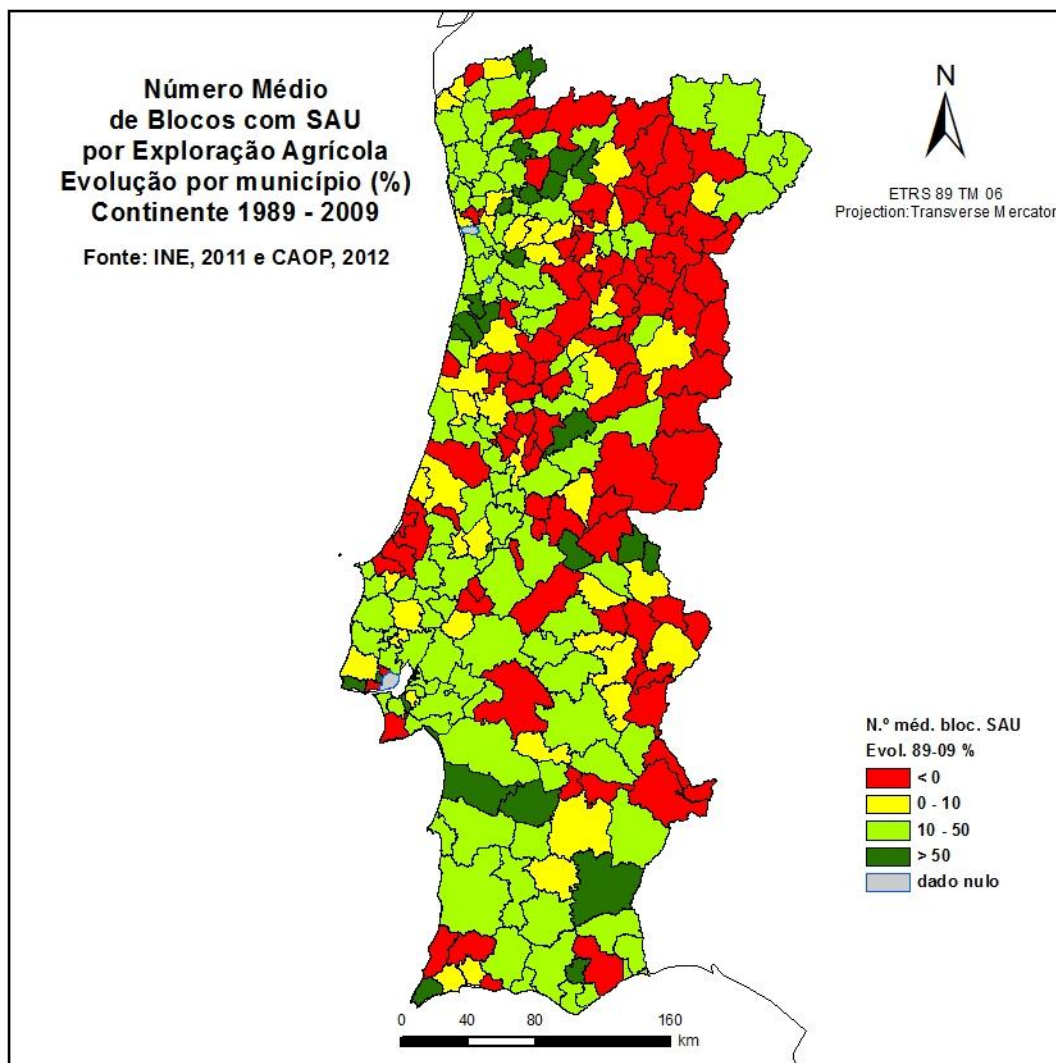 Número Médio
de Blocos com SAU
por Exploração Agrícola
Evolução por município (%)
Continente 1989 - 2009
Fonte: INE, 2011 e CAOP, 2012
N
ETRS 89 TM 06
Projection: Transverse Mercator
N.º méd. bloc. SAU
Evol. 89-09 %
< 0
0 - 10
10 - 50
> 50
dado nulo
0 40 80 160
km